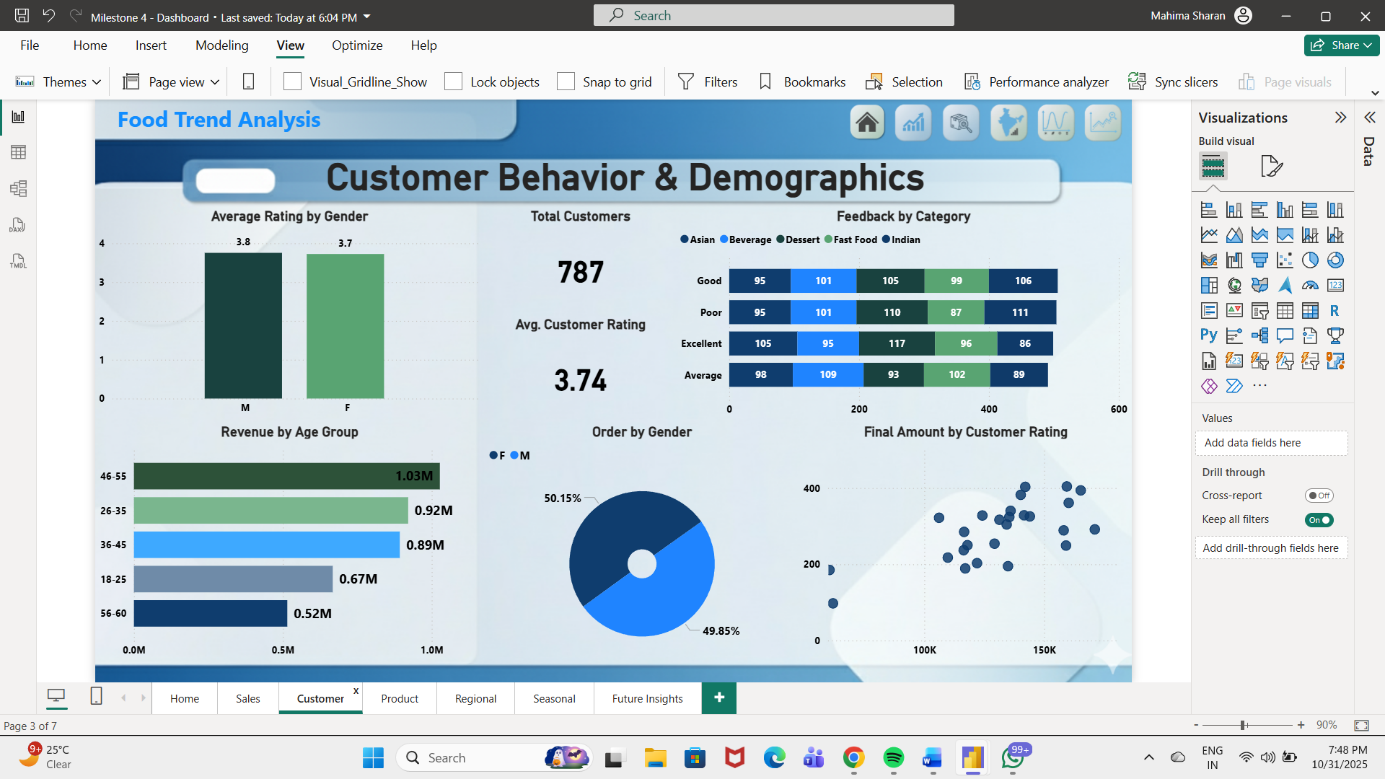 Milestone 4 - Dashboard • Last saved: Today at 6:04 PM
Search
Mahima Sharan
File Home Insert Modeling View Optimize Help
Share
Themes Page view Visual_Gridline_Show Lock objects Snap to grid Filters Bookmarks Selection Performance analyzer Sync slicers Page visuals
Food Trend Analysis
Customer Behavior & Demographics
Average Rating by Gender
4
3
2
1
0
3.8
3.7
M F
Total Customers
787
Avg. Customer Rating
3.74
Feedback by Category
Asian Beverage Dessert Fast Food Indian
Good 95 101 105 99 106
Poor 95 101 110 87 111
Excellent 105 95 117 96 86
Average 98 109 93 102 89
0 200 400 600
Revenue by Age Group
46-55 1.03M
26-35 0.92M
36-45 0.89M
18-25 0.67M
56-60 0.52M
0.0M 0.5M 1.0M
Order by Gender
F M
50.15%
49.85%
Final Amount by Customer Rating
400
200
0
100K 150K
Visualizations
Build visual
123
R
Py
Values
Add data fields here
Drill through
Cross-report Off
Keep all filters On
Add drill-through fields here
Data
DAX
TMDL
Home Sales Customer x Product Regional Seasonal Future Insights +
Page 3 of 7
- + 90%
9+
25°C
Clear
Search
99+
ENG
IN
7:48 PM
10/31/2025